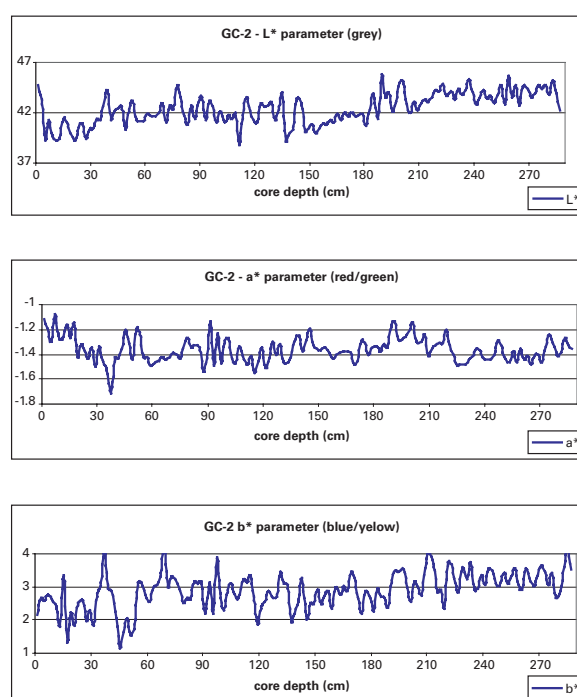 GC-2 - L* parameter (grey)
47
42
37
0 30 60 90 120 150 180 210 240 270
core depth (cm)
L*
GC-2 - a* parameter (red/green)
-1
-1.2
-1.4
-1.6
-1.8
0 30 60 90 120 150 180 210 240 270
core depth (cm)
a*
GC-2 b* parameter (blue/yelow)
4
3
2
1
0 30 60 90 120 150 180 210 240 270
core depth (cm)
b*